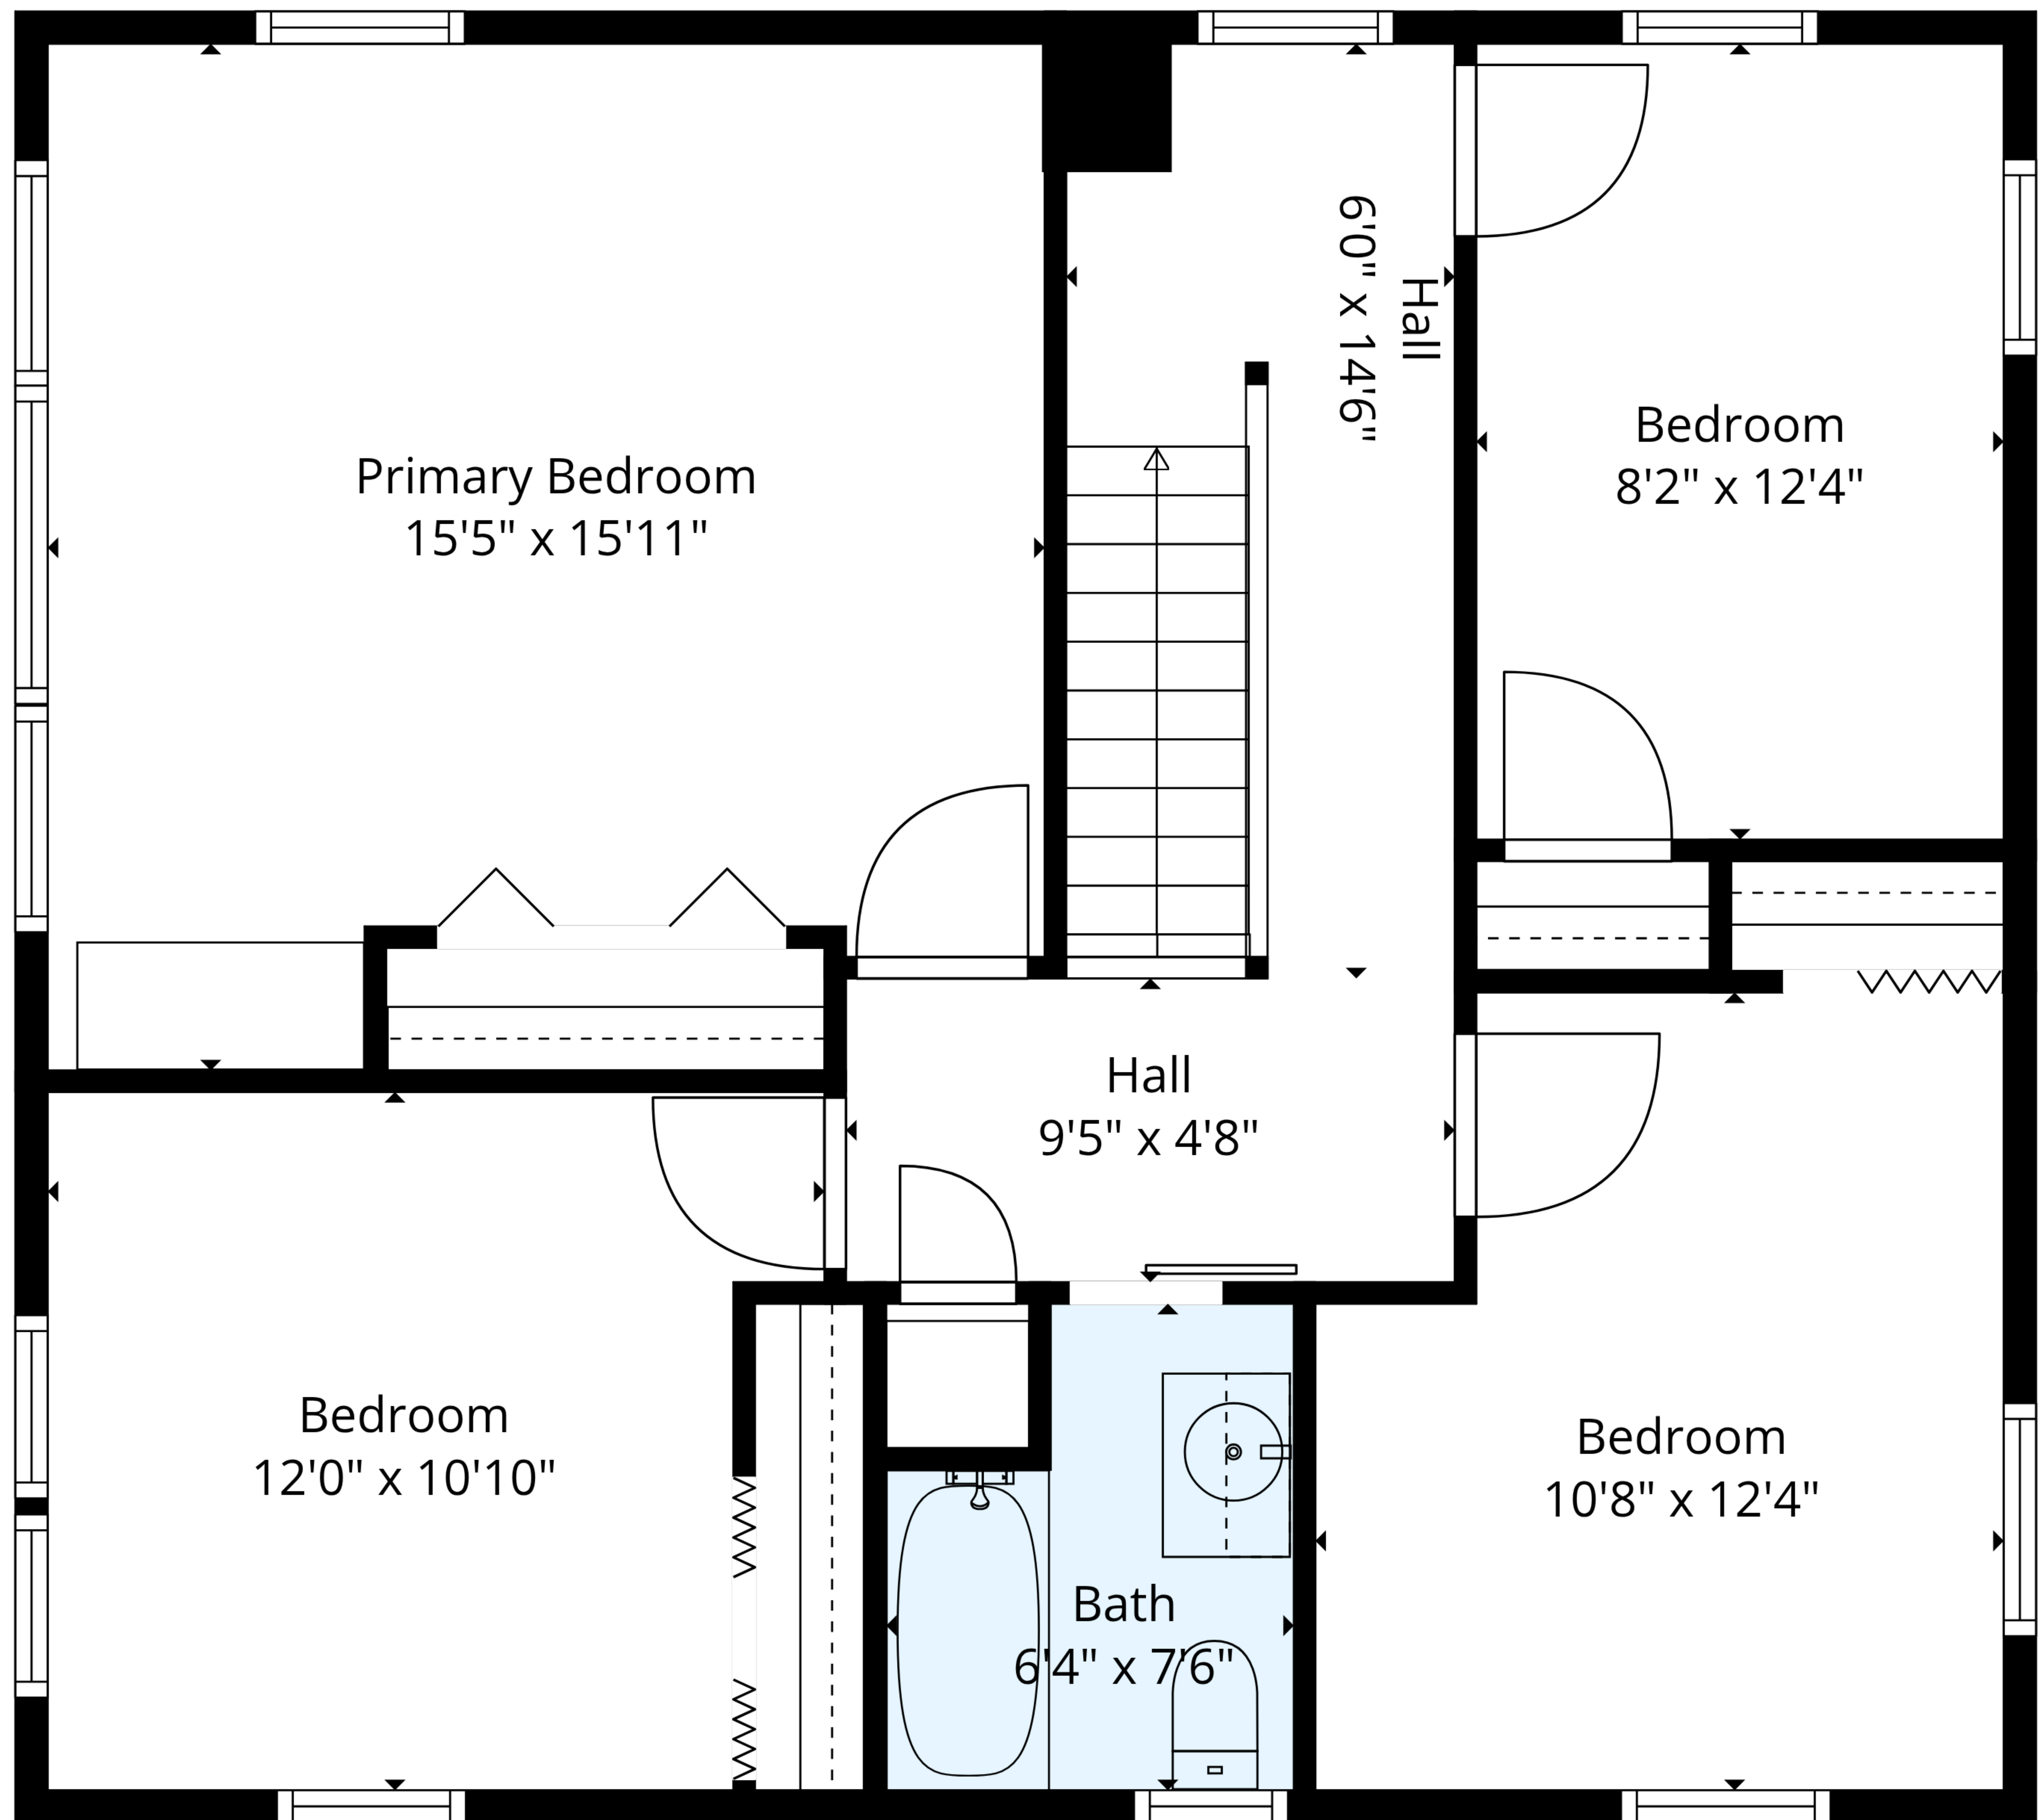 Hall
6'0" x 14'6"
Bedroom
8'2" x 12'4"
Primary Bedroom
15'5" x 15'11"
Hall
9'5" x 4'8"
Bedroom
12'0" x 10'10"
Bedroom
10'8" x 12'4"
Bath
6'4" x 7'6"